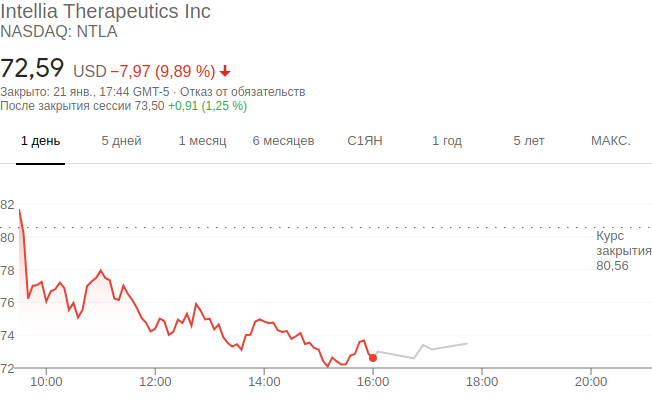 Intellia Therapeutics Inc
NASDAQ: NTLA
72,59 USD −7,97 (9,89 %)
Закрыто: 21 янв., 17:44 GMT-5 · Отказ от обязательств
После закрытия сессии 73,50 +0,91 (1,25 %)
1 день 5 дней 1 месяц 6 месяцев С1ЯН 1 год 5 лет МАКС.
82
80
78
76
74
72
Курс
закрытия
80,56
10:00 12:00 14:00 16:00 18:00 20:00